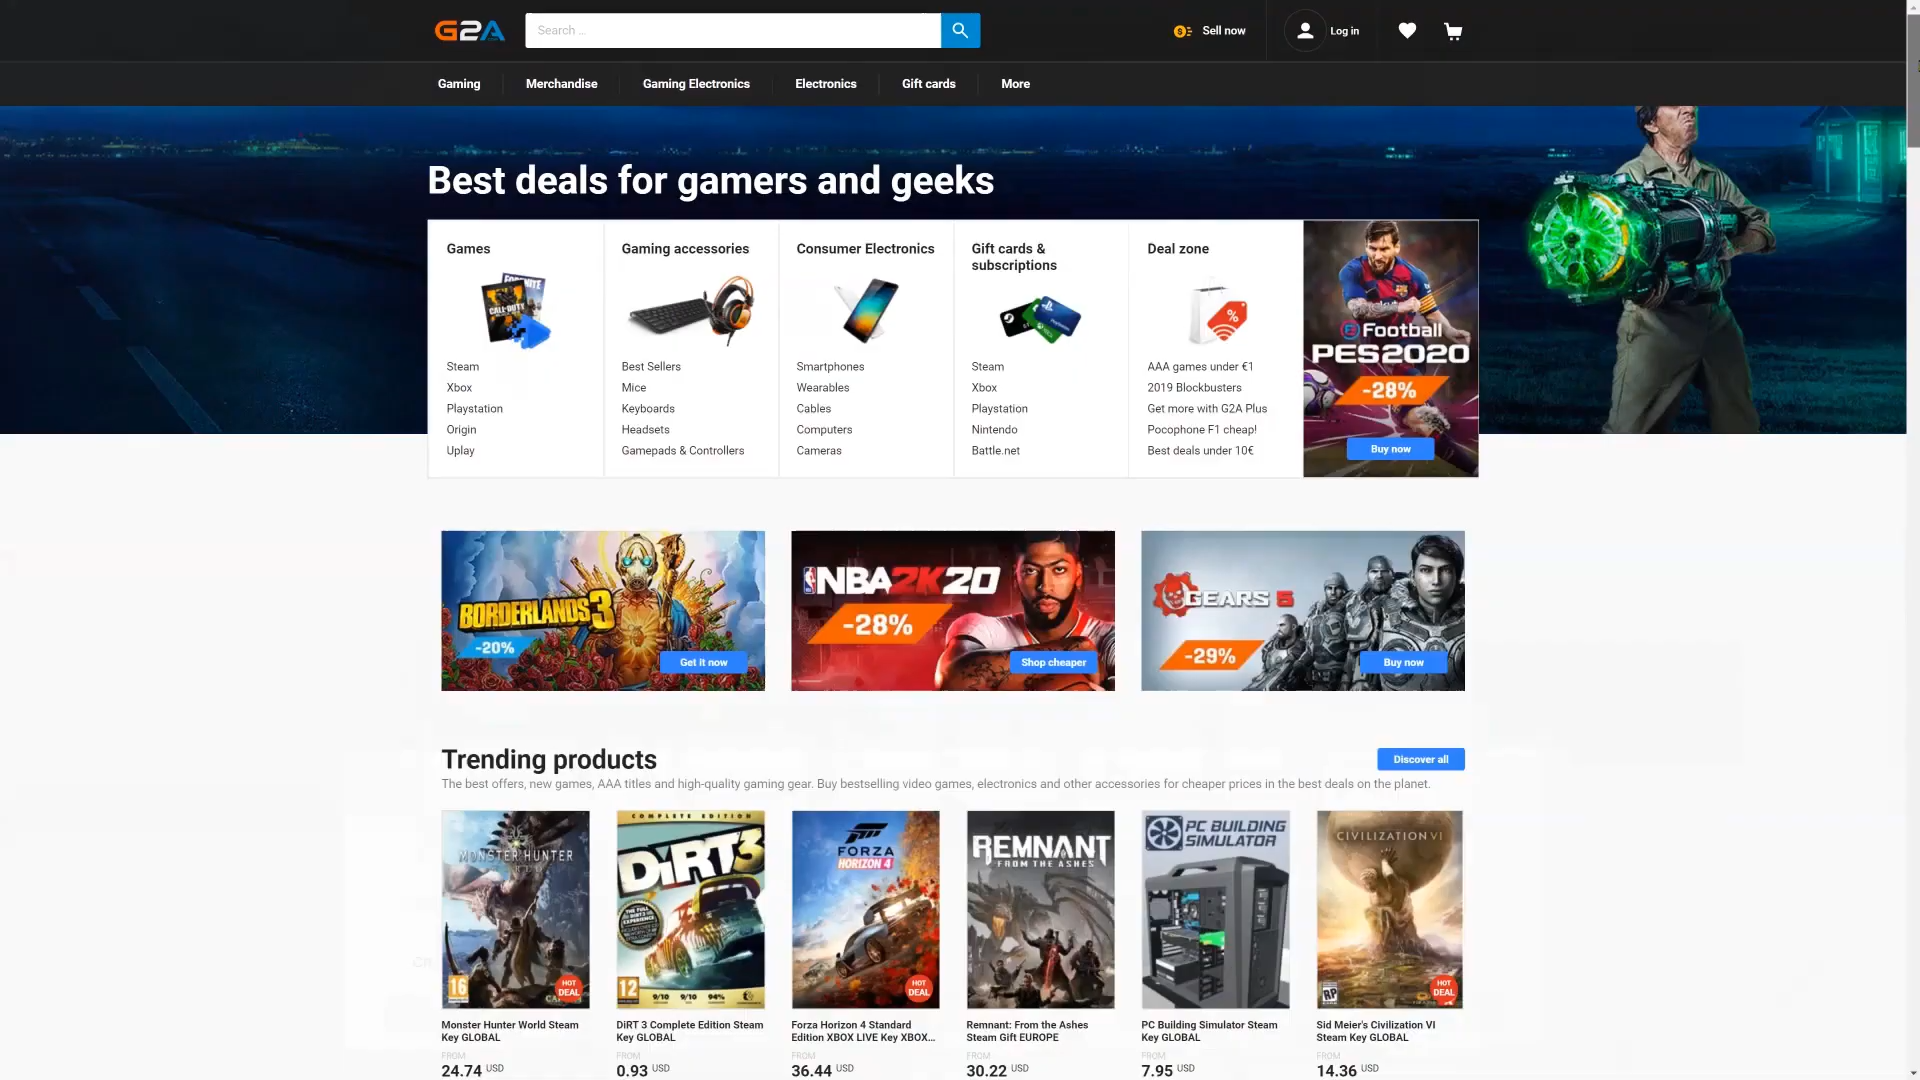 G2A
Search ...
Sell now
Log in
Gaming
Merchandise
Gaming Electronics
Electronics
Gift cards
More
Best deals for gamers and geeks
Games
Steam
Xbox
Playstation
Origin
Uplay
Gaming accessories
Best Sellers
Mice
Keyboards
Headsets
Gamepads & Controllers
Consumer Electronics
Smartphones
Wearables
Cables
Computers
Cameras
Gift cards &
subscriptions
Steam
Xbox
Playstation
Nintendo
Battle.net
Deal zone
AAA games under €1
2019 Blockbusters
Get more with G2A Plus
Pocophone F1 cheap!
Best deals under 10€
Football
PES2020
-28%
Buy now
BORDERLANDS 3
-20%
Get it now
NBA 2K20
-28%
Shop cheaper
GEARS 5
-29%
Buy now
Trending products
Discover all
The best offers, new games, AAA titles and high-quality gaming gear. Buy bestselling video games, electronics and other accessories for cheaper prices in the best deals on the planet.
MONSTER HUNTER
16
HOT
DEAL
Monster Hunter World Steam
Key GLOBAL
FROM
24.74 USD
COMPLETE EDITION
DiRT3
12
9/10
9/10
94%
DiRT 3 Complete Edition Steam
Key GLOBAL
FROM
0.93 USD
FORZA
HORIZON 4
HOT
DEAL
Forza Horizon 4 Standard
Edition XBOX LIVE Key XBOX...
FROM
36.44 USD
REMNANT
FROM THE ASHES
Remnant: From the Ashes
Steam Gift EUROPE
FROM
30.22 USD
PC BUILDING
SIMULATOR
PC Building Simulator Steam
Key GLOBAL
FROM
7.95 USD
CIVILIZATION VI
RP
HOT
DEAL
Sid Meier's Civilization VI
Steam Key GLOBAL
FROM
14.36 USD